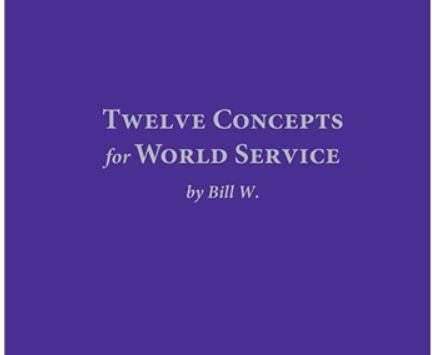 Twelve Concepts
for World Service
by Bill W.